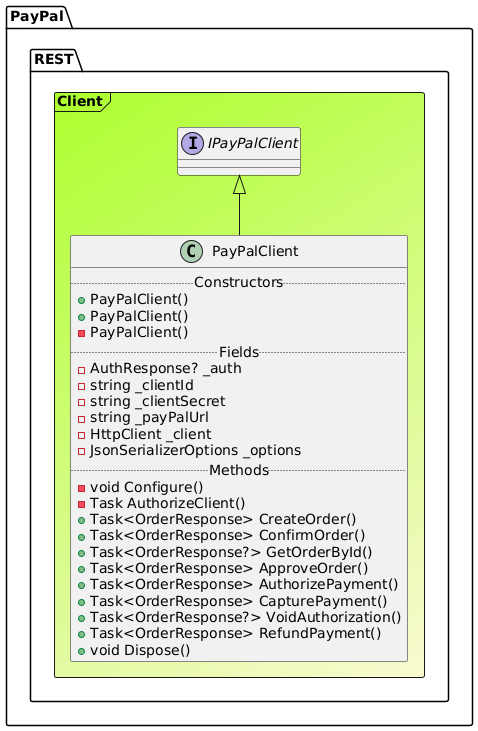 PayPal
REST
Client
I IPayPalClient
C PayPalClient
Constructors
PayPalClient()
PayPalClient()
PayPalClient()
Fields
AuthResponse? _auth
string _clientId
string _clientSecret
string _payPalUrl
HttpClient _client
JsonSerializerOptions _options
Methods
void Configure()
Task AuthorizeClient()
Task<OrderResponse> CreateOrder()
Task<OrderResponse> ConfirmOrder()
Task<OrderResponse?> GetOrderById()
Task<OrderResponse> ApproveOrder()
Task<OrderResponse> AuthorizePayment()
Task<OrderResponse> CapturePayment()
Task<OrderResponse?> VoidAuthorization()
Task<OrderResponse> RefundPayment()
void Dispose()